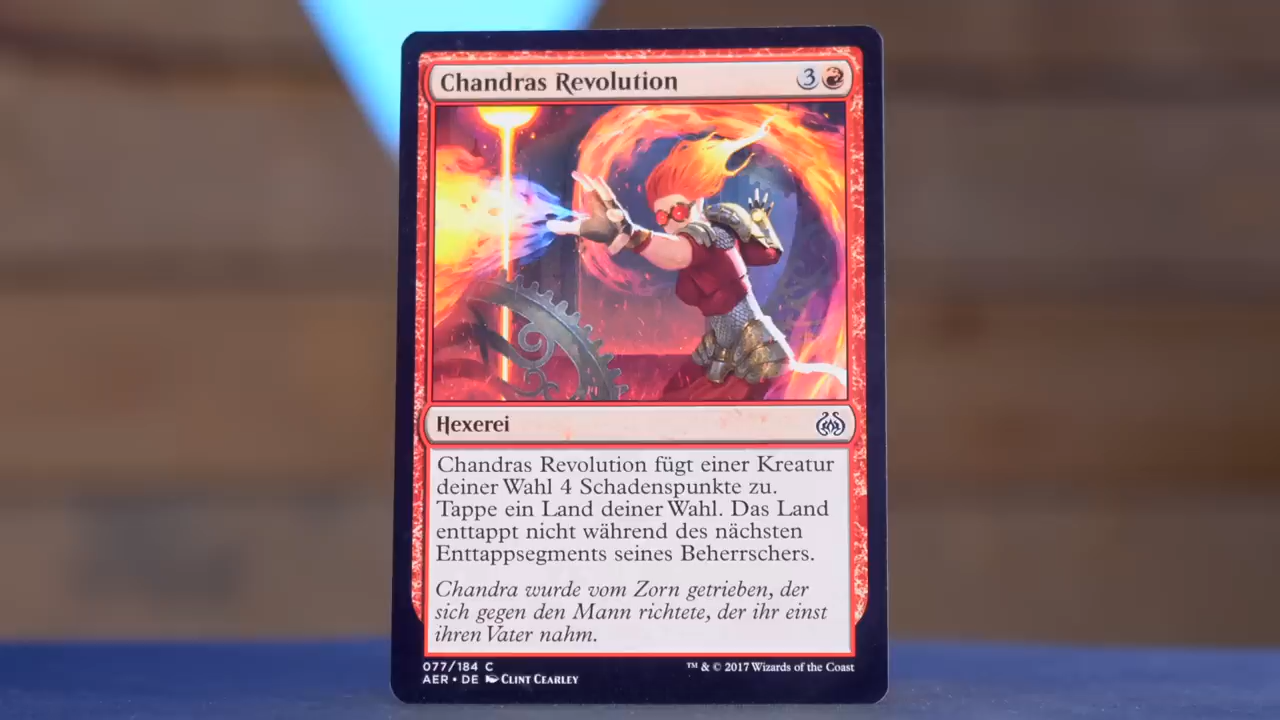 Chandras Revolution 3
Hexerei
Chandras Revolution fügt einer Kreatur
deiner Wahl 4 Schadenspunkte zu.
Tappe ein Land deiner Wahl. Das Land
enttappt nicht während des nächsten
Enttappsegments seines Beherrschers.
Chandra wurde vom Zorn getrieben, der
sich gegen den Mann richtete, der ihr einst
ihren Vater nahm.
077/184 C
™ & © 2017 Wizards of the Coast
AER • DE Clint Cearley